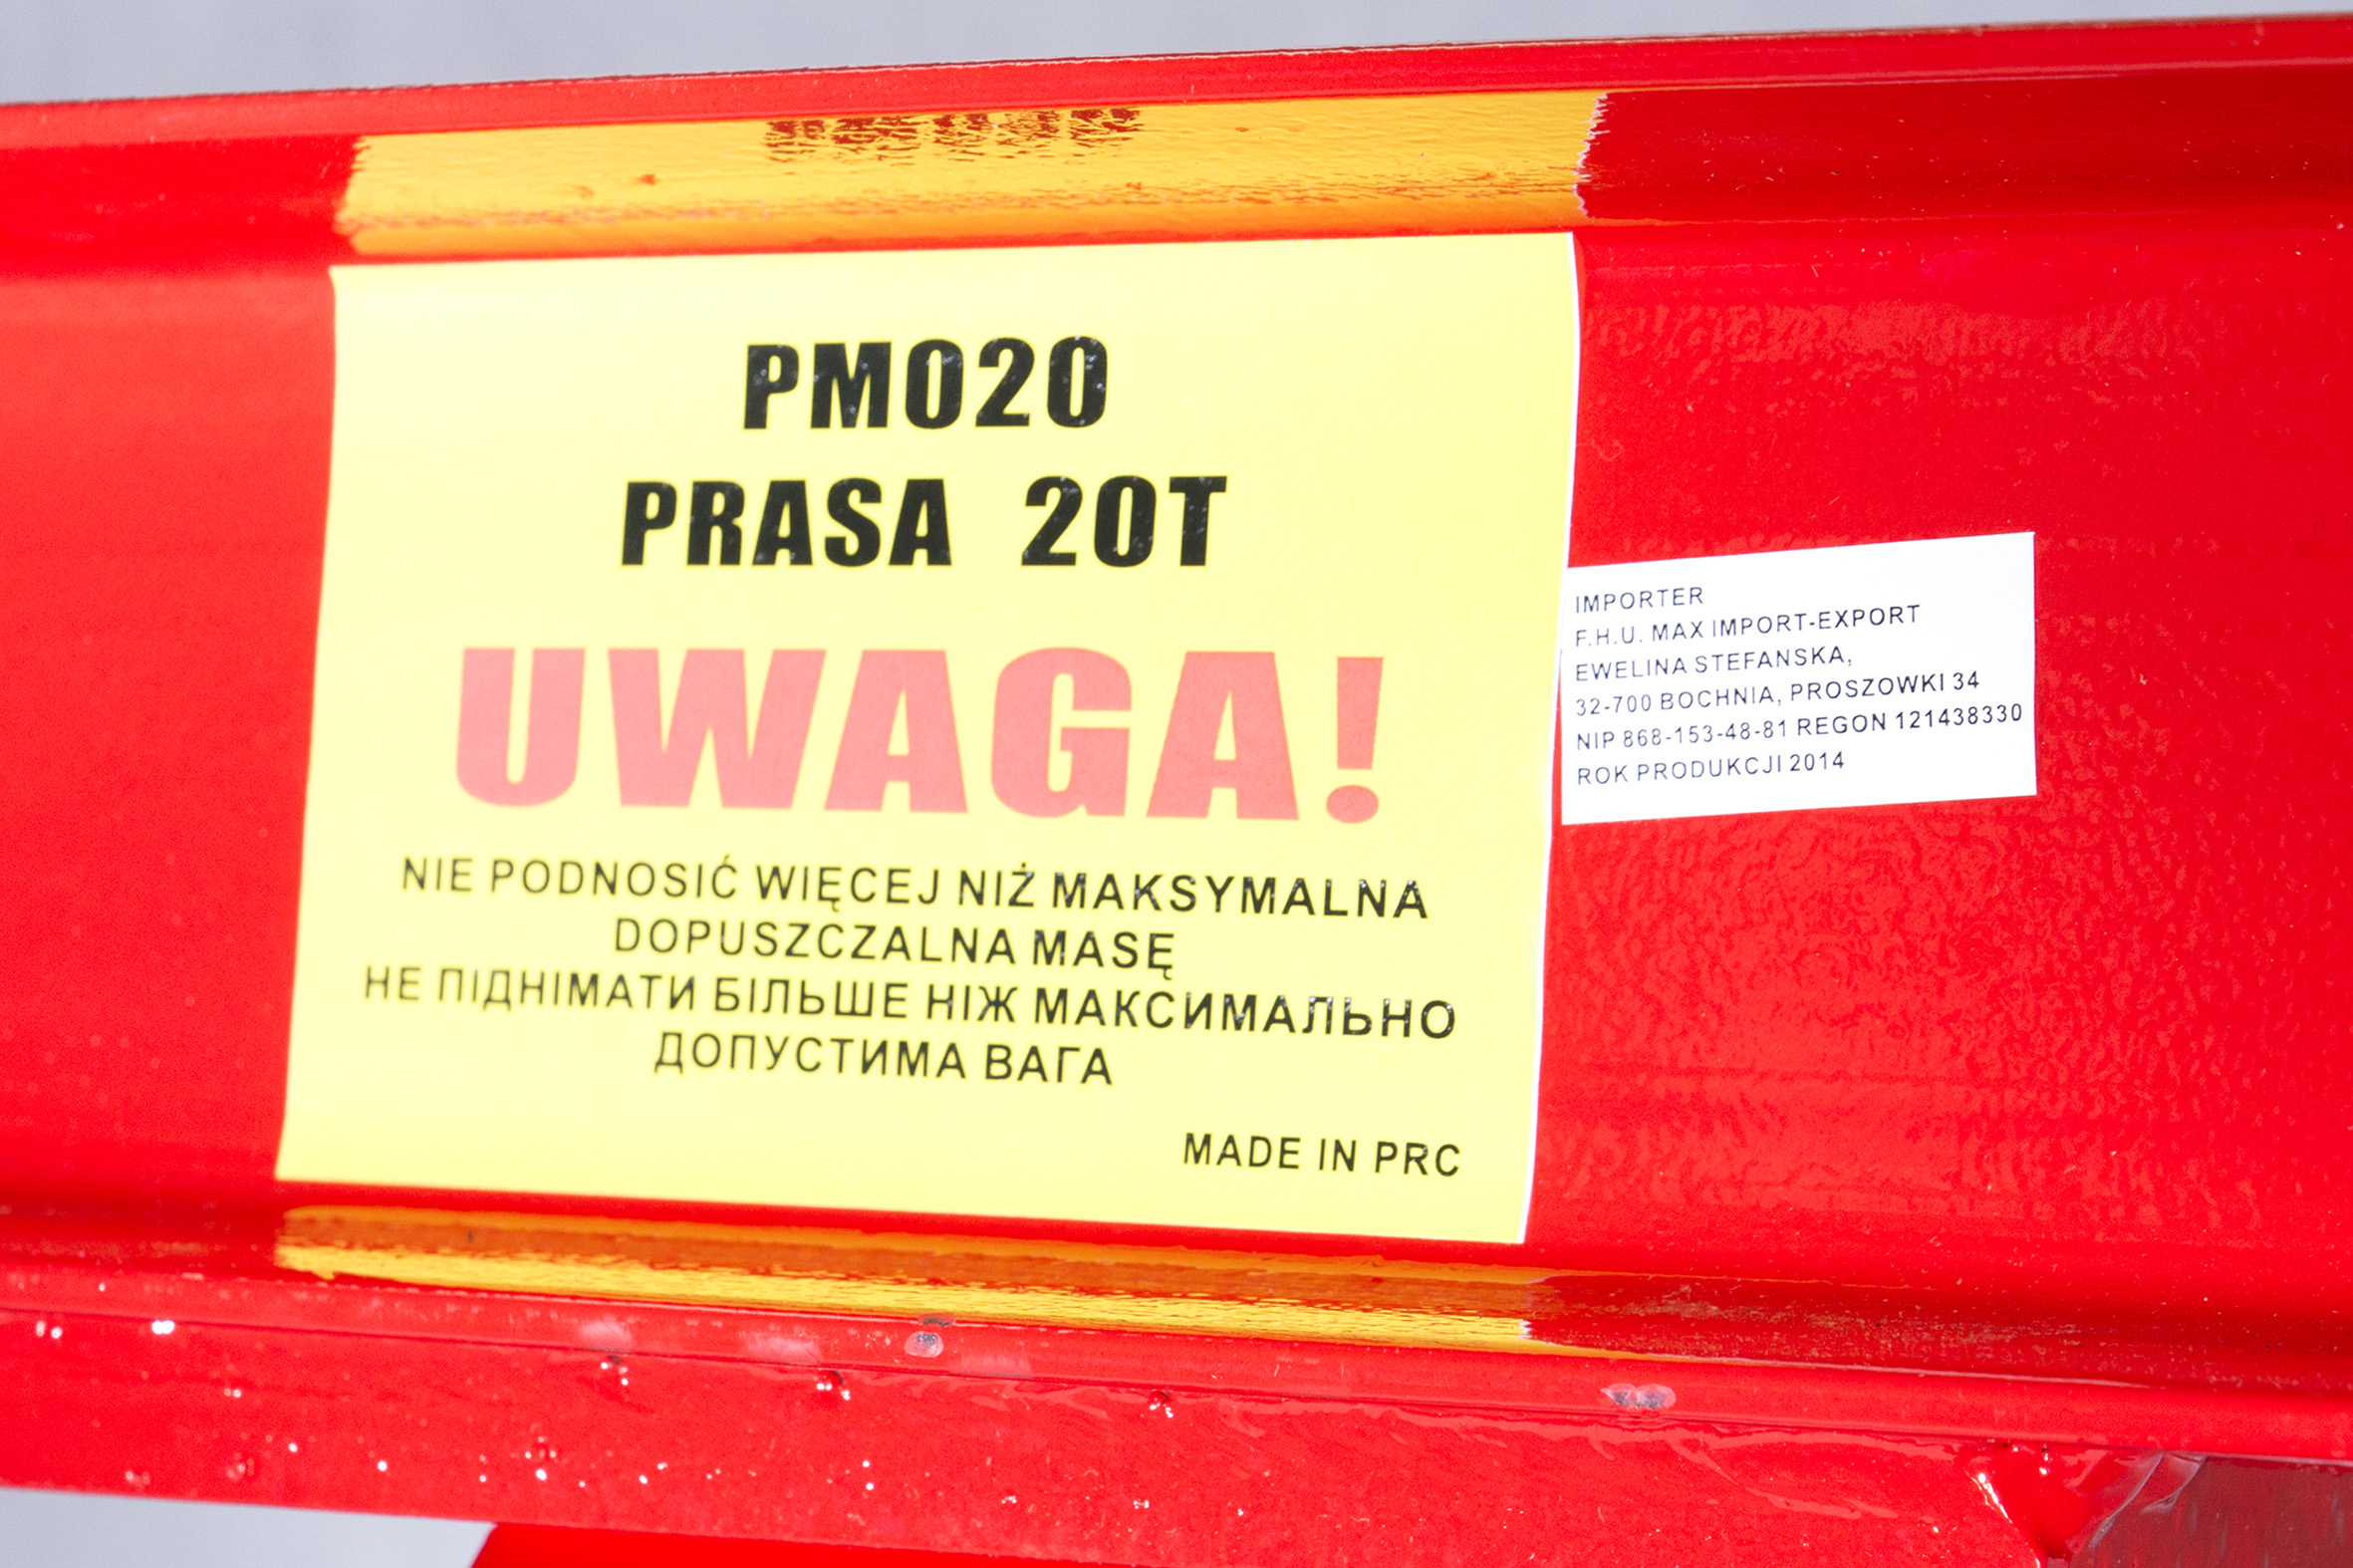 PM020
PRASA 20T
UWAGA!
NIE PODNOSIĆ WIĘCEJ NIŻ MAKSYMALNA
DOPUSZCZALNA MASĘ
НЕ ПІДНІМАТИ БІЛЬШЕ НІЖ МАКСИМАЛЬНО
ДОПУСТИМА ВАГА
MADE IN PRC
IMPORTER
F.H.U. MAX IMPORT-EXPORT
EWELINA STEFANSKA,
32-700 BOCHNIA, PROSZOWKI 34
NIP 868-153-48-81 REGON 121438330
ROK PRODUKCJI 2014